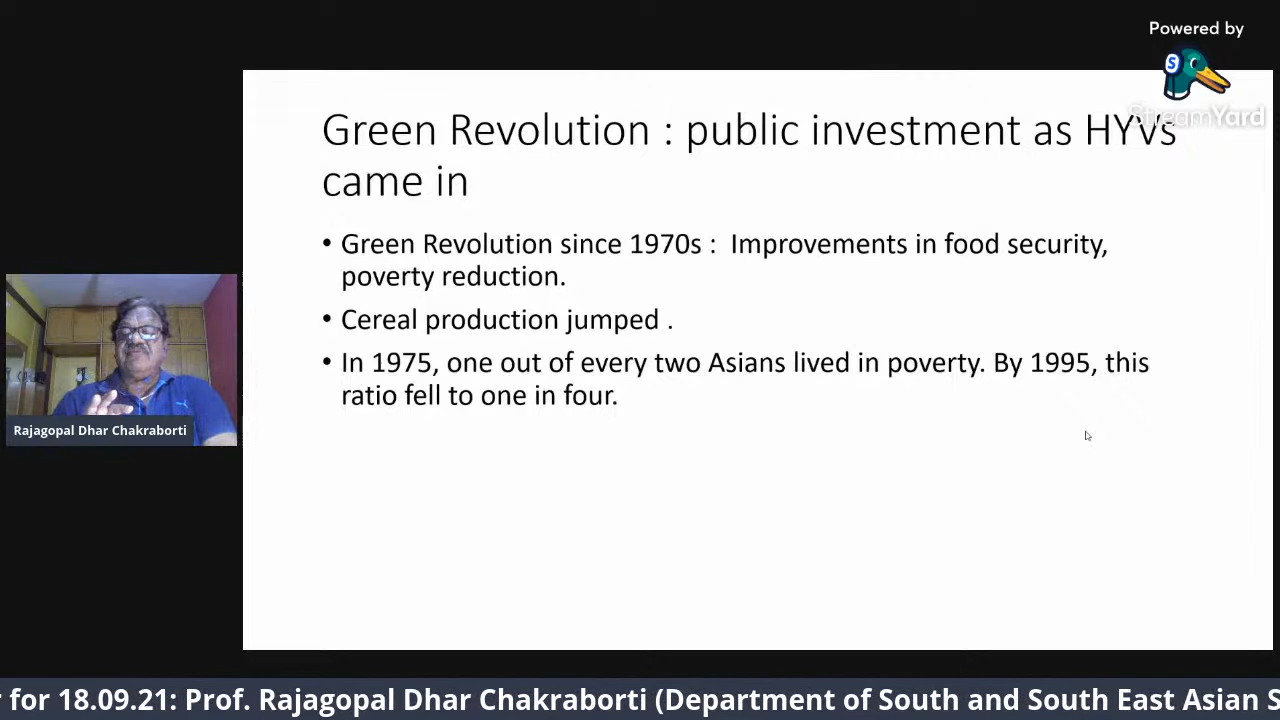 Powered by
StreamYard
Green Revolution : public investment as HYVs
came in
• Green Revolution since 1970s :  Improvements in food security,
poverty reduction.
• Cereal production jumped .
• In 1975, one out of every two Asians lived in poverty. By 1995, this
ratio fell to one in four.
Rajagopal Dhar Chakraborti
r for 18.09.21: Prof. Rajagopal Dhar Chakraborti (Department of South and South East Asian S